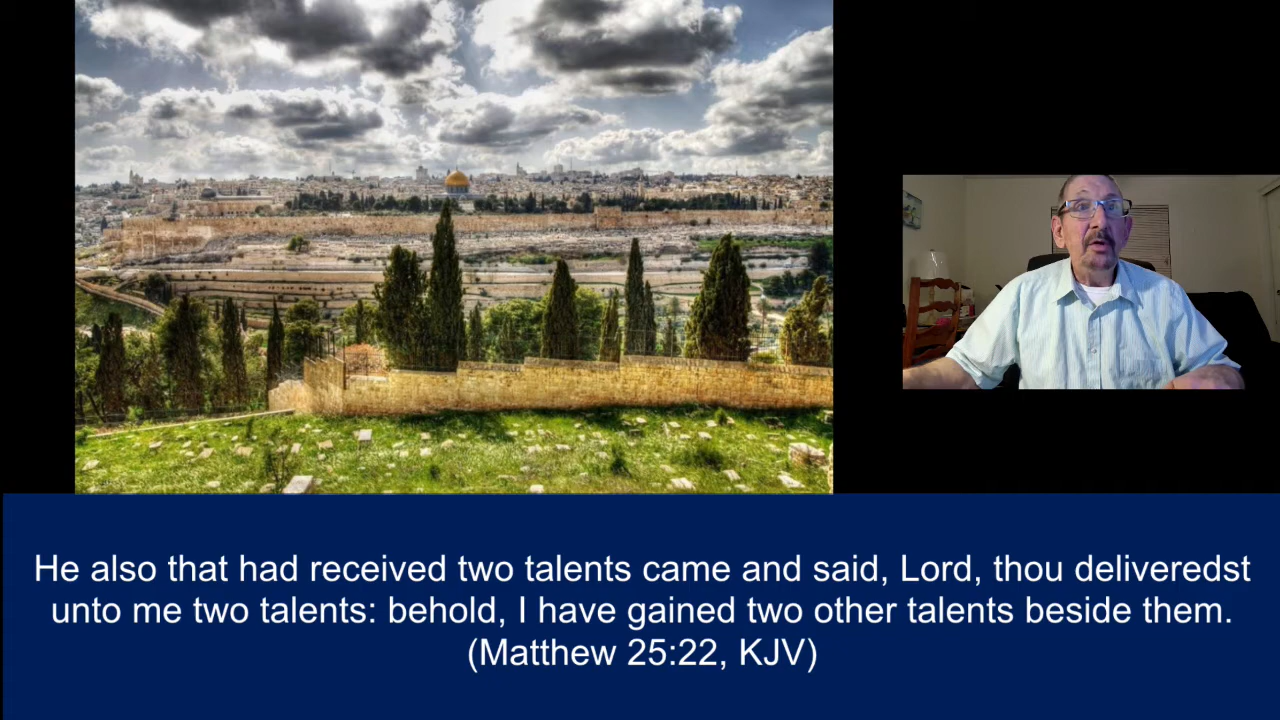 He also that had received two talents came and said, Lord, thou deliveredst
unto me two talents: behold, I have gained two other talents beside them.
(Matthew 25:22, KJV)